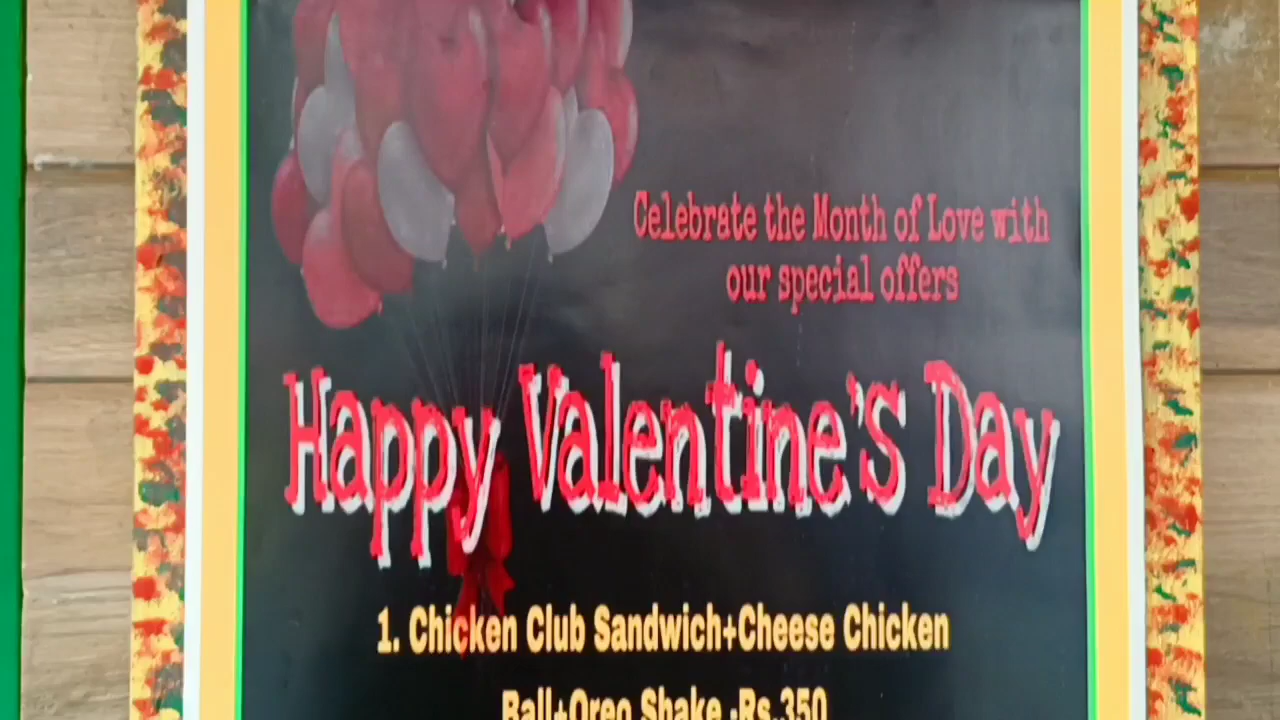 Celebrate the Month of Love with
our special offers
Happy Valentine's Day
1. Chicken Club Sandwich+Cheese Chicken
Ball+Oreo Shake -Rs.350